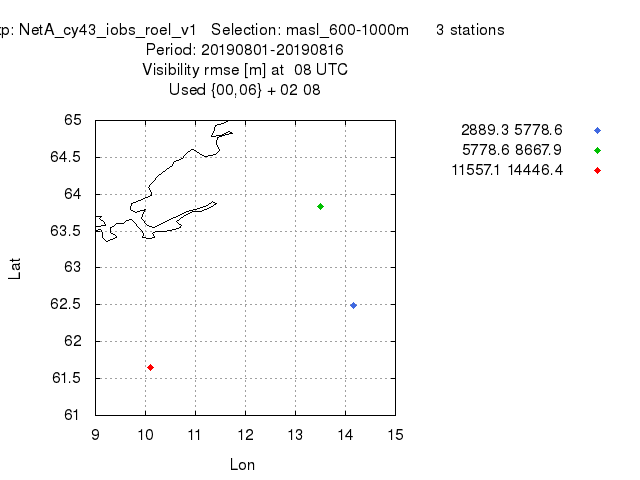 p: NetA_cy43_iobs_roel_v1 Selection: masl_600-1000m 3 stations
Period: 20190801-20190816
Visibility rmse [m] at 08 UTC
Used {00,06} + 02 08
2889.3 5778.6
5778.6 8667.9
11557.1 14446.4
65
64.5
64
63.5
63
62.5
62
61.5
61
Lat
9 10 11 12 13 14 15
Lon